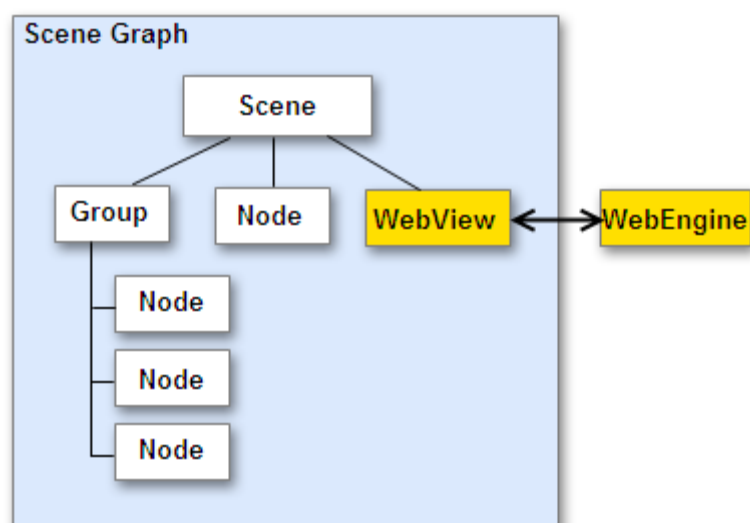 Scene Graph
Scene
Group
Node
WebView
WebEngine
Node
Node
Node